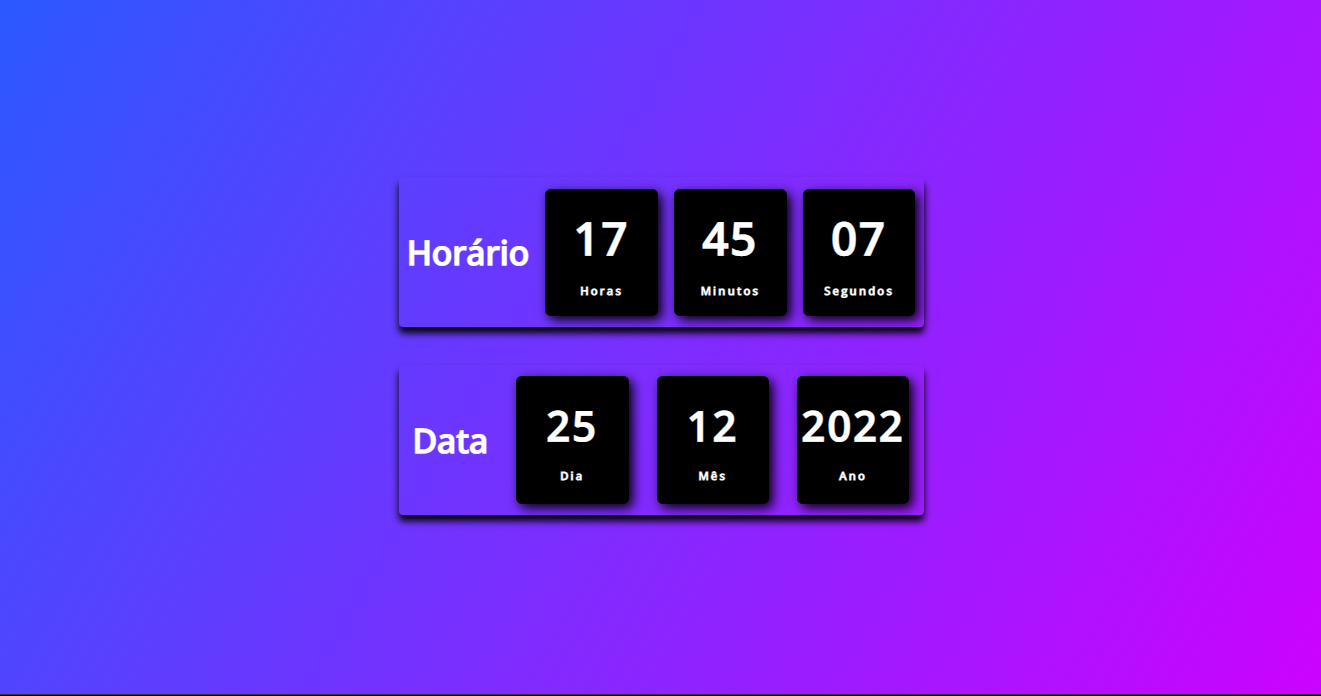 Horário
17
45
07
Horas
Minutos
Segundos
Data
25
12
2022
Dia
Mês
Ano